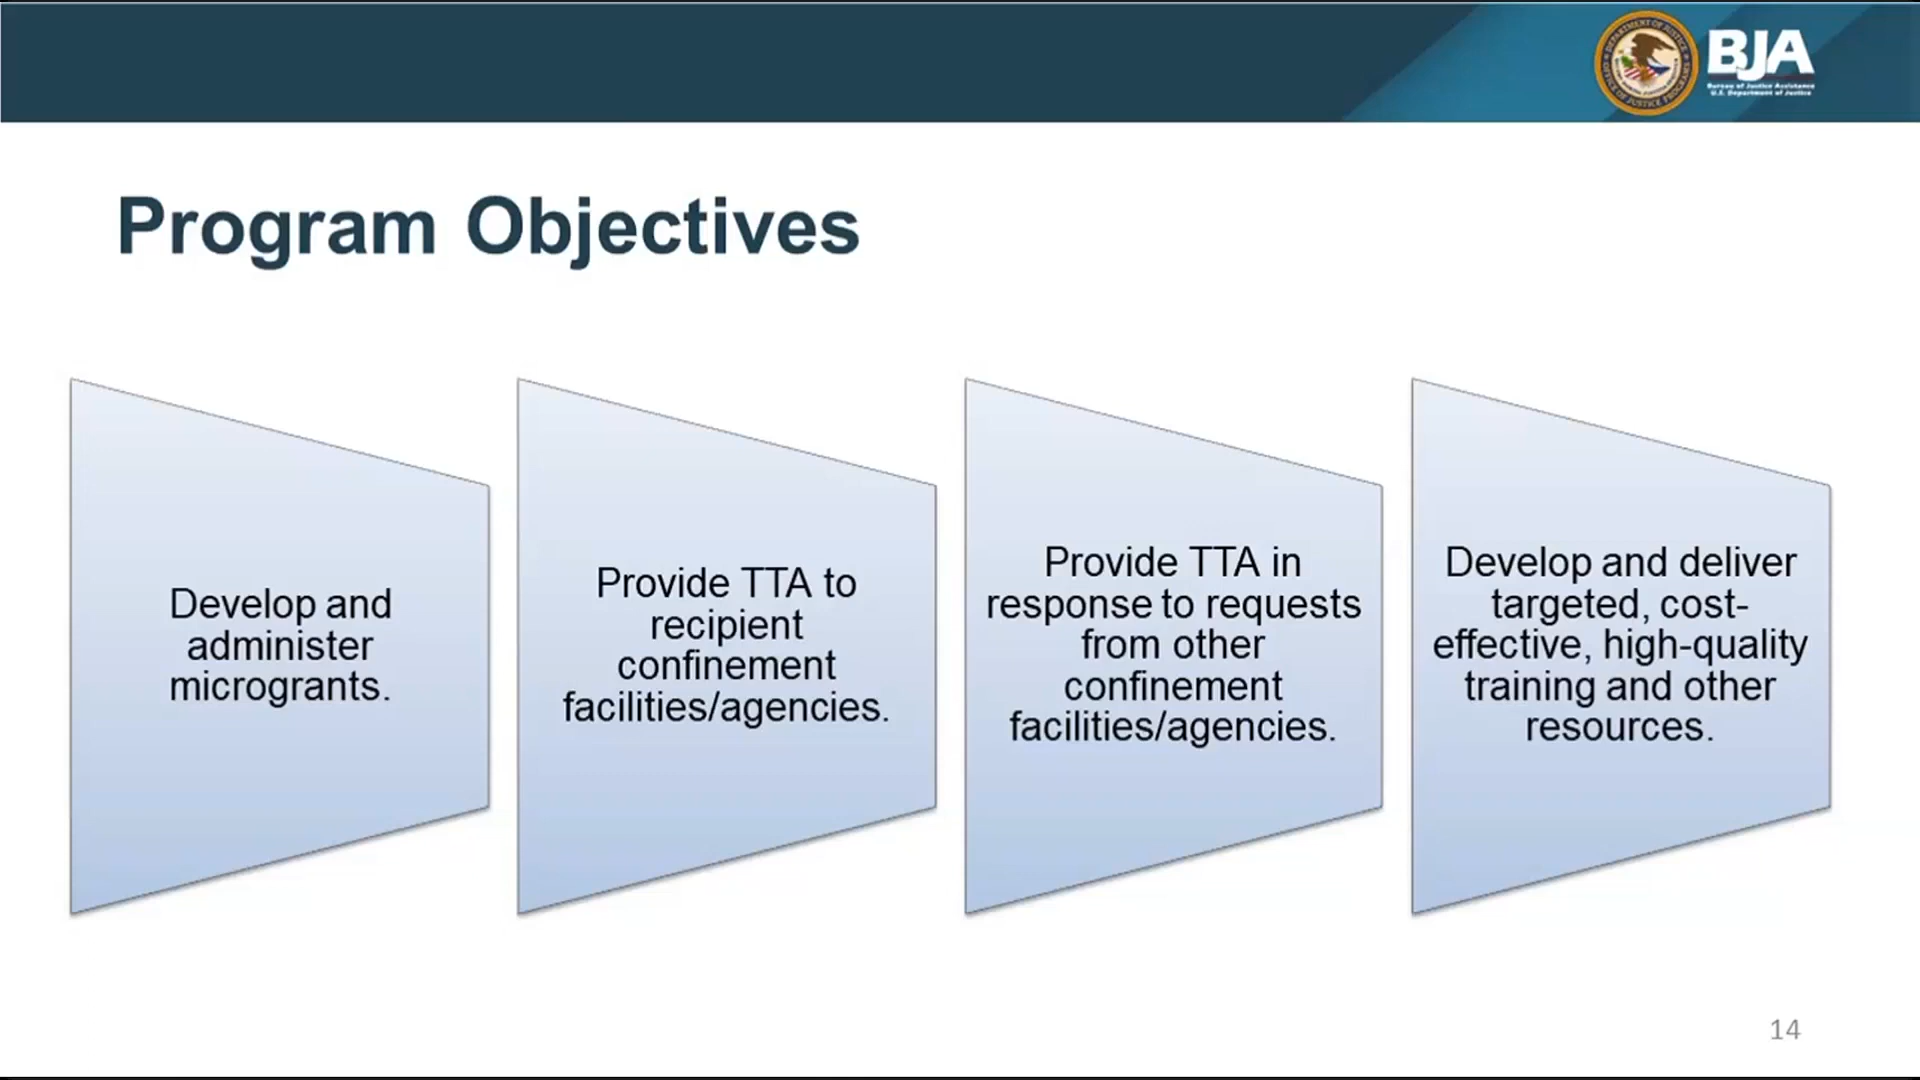 BJA
Bureau of Justice Assistance
U.S. Department of Justice
Program Objectives
Develop and
administer
microgrants.
Provide TTA to
recipient
confinement
facilities/agencies.
Provide TTA in
response to requests
from other
confinement
facilities/agencies.
Develop and deliver
targeted, cost-
effective, high-quality
training and other
resources.
14